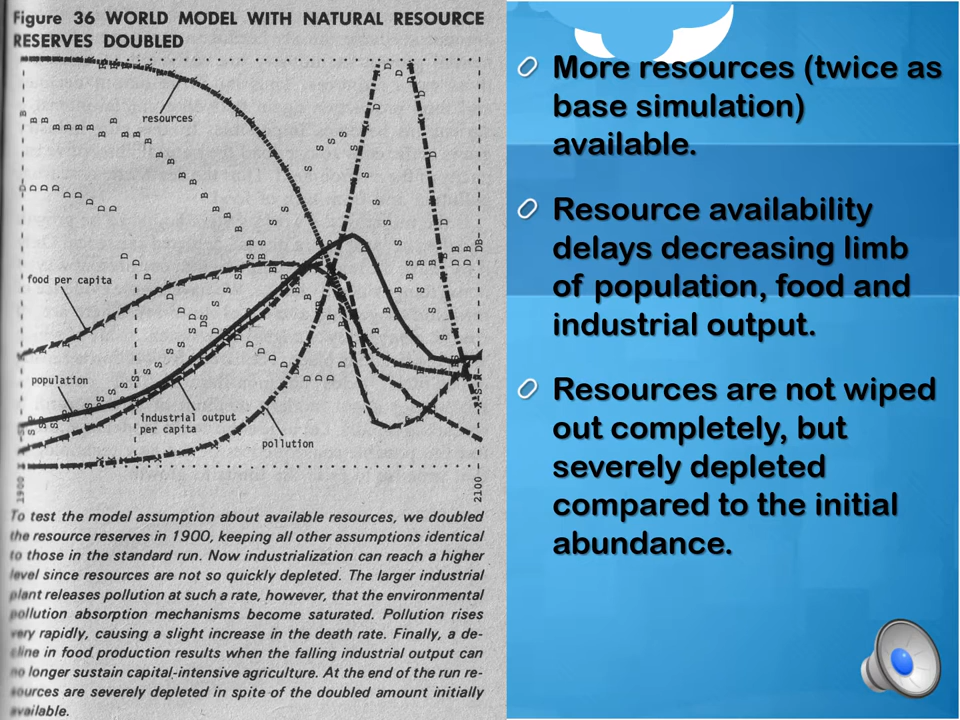 Figure 36 WORLD MODEL WITH NATURAL RESOURCE
RESERVES DOUBLED
resources
food per capita
population
industrial output
per capita
pollution
1900
2100
To test the model assumption about available resources, we doubled
the resource reserves in 1900, keeping all other assumptions identical
to those in the standard run. Now industrialization can reach a higher
level since resources are not so quickly depleted. The larger industrial
plant releases pollution at such a rate, however, that the environmental
pollution absorption mechanisms become saturated. Pollution rises
very rapidly, causing a slight increase in the death rate. Finally, a de-
cline in food production results when the falling industrial output can
no longer sustain capital-intensive agriculture. At the end of the run re-
sources are severely depleted in spite of the doubled amount initially
available.
More resources (twice as
base simulation)
available.
Resource availability
delays decreasing limb
of population, food and
industrial output.
Resources are not wiped
out completely, but
severely depleted
compared to the initial
abundance.